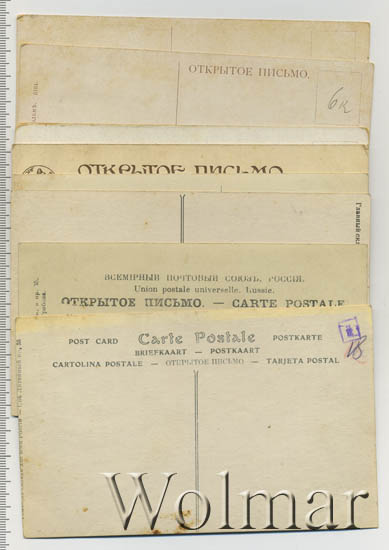 ОТКРЫТОЕ ПИСЬМО.
6к
ОТКРЫТОЕ ПИСЬМО
ВСЕМІРНЫЙ ПОЧТОВЫЙ СОЮЗЪ. РОССІЯ.
Union postale universelle. Russie.
ОТКРЫТОЕ ПИСЬМО. — CARTE POSTALE
POST CARD Carte Postale POSTKARTE
BRIEFKAART — POSTKAART
CARTOLINA POSTALE — ОТКРЫТОЕ ПИСЬМО — TARJETA POSTAL
18
Wolmar